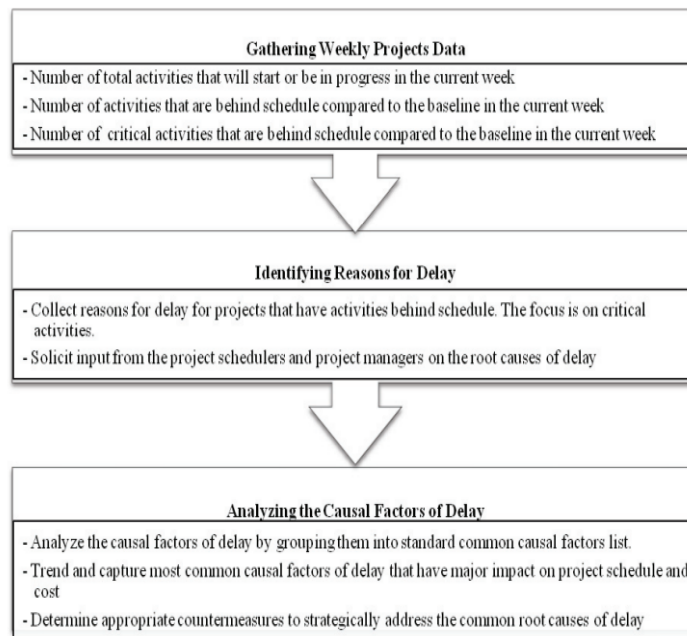 Gathering Weekly Projects Data
- Number of total activities that will start or be in progress in the current week
- Number of activities that are behind schedule compared to the baseline in the current week
- Number of critical activities that are behind schedule compared to the baseline in the current week
Identifying Reasons for Delay
- Collect reasons for delay for projects that have activities behind schedule. The focus is on critical
activities.
- Solicit input from the project schedulers and project managers on the root causes of delay
Analyzing the Causal Factors of Delay
- Analyze the causal factors of delay by grouping them into standard common causal factors list.
- Trend and capture most common causal factors of delay that have major impact on project schedule and
cost
- Determine appropriate countermeasures to strategically address the common root causes of delay